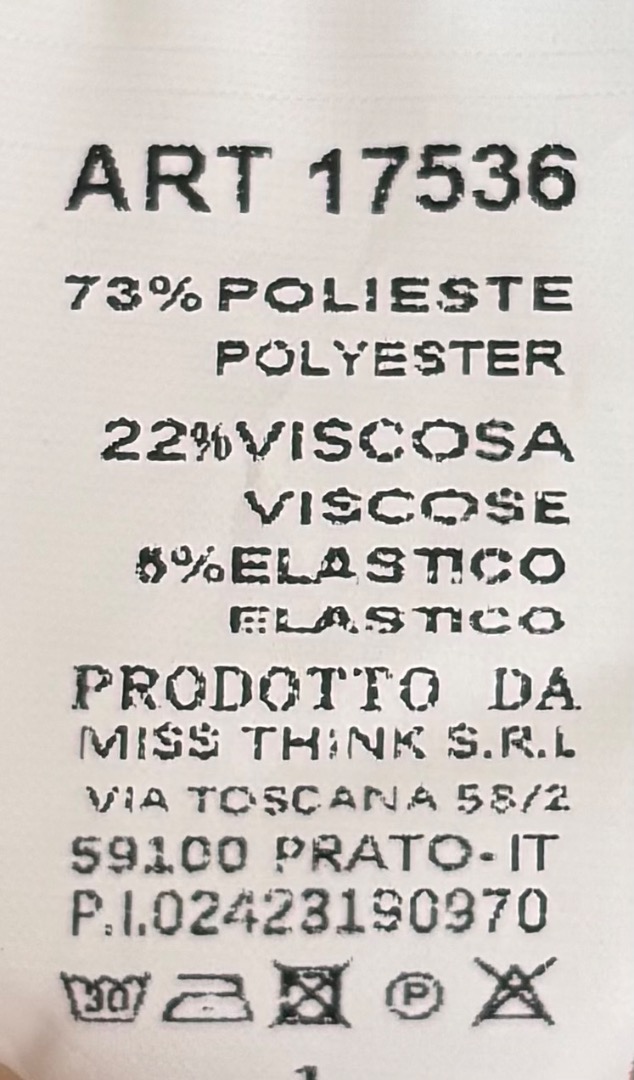 ART 17536
73% POLIESTE
POLYESTER
22%VISCOSA
VISCOSE
5%ELASTICO
ELASTICO
PRODOTTO DA
MISS THINK S.R.L
VIA TOSCANA 58/2
59100 PRATO-IT
30 P